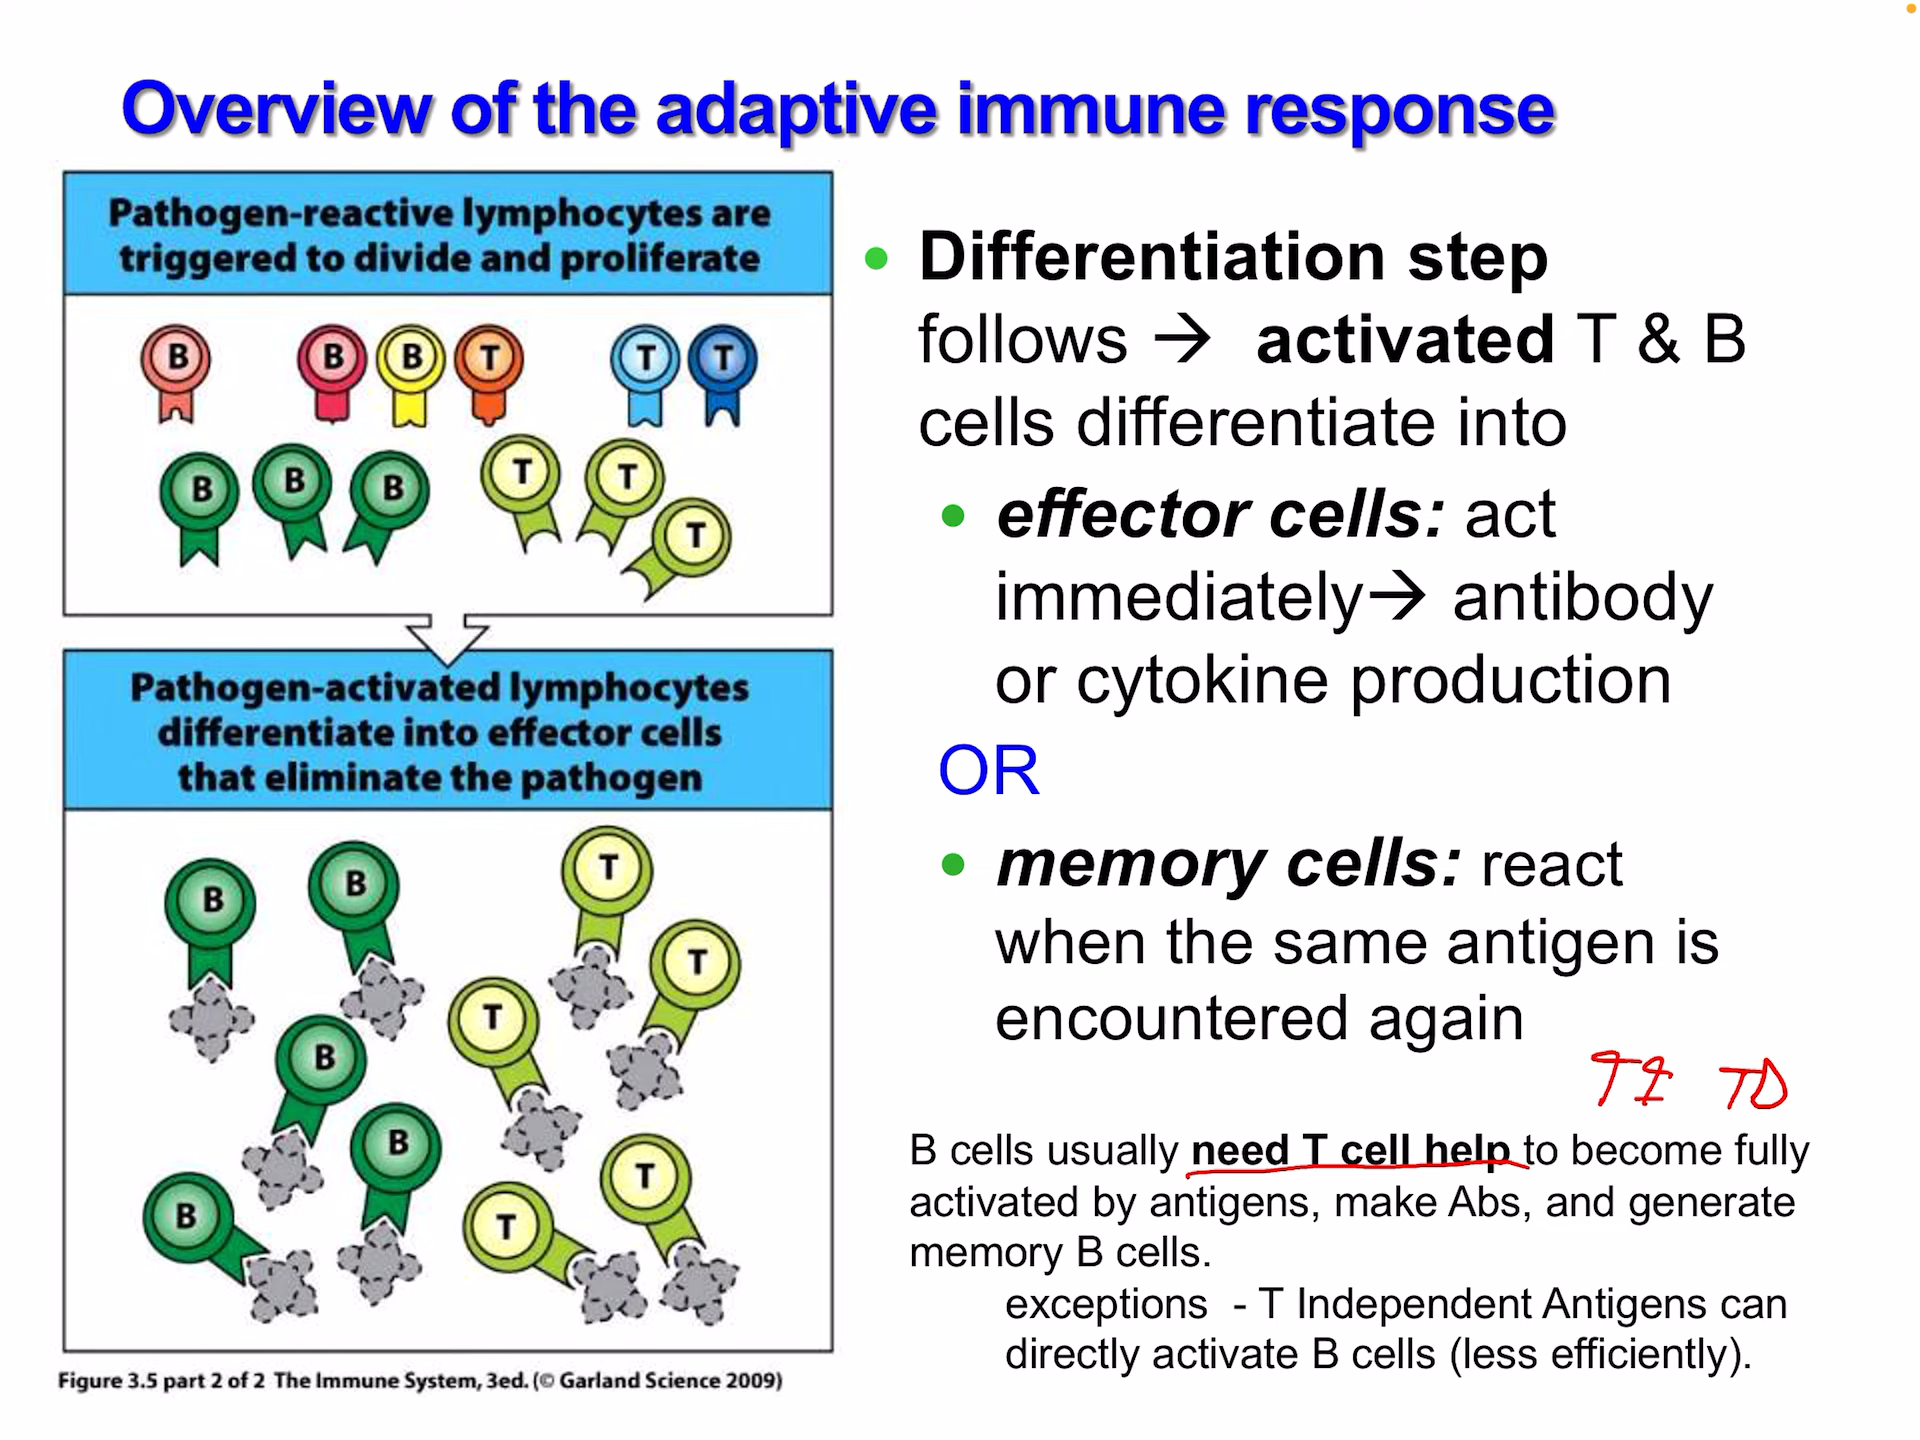 Overview of the adaptive immune response
Pathogen-reactive lymphocytes are
triggered to divide and proliferate
B B B T T T
B B B T T T
Pathogen-activated lymphocytes
differentiate into effector cells
that eliminate the pathogen
B B T
T
T
B
B
T
B
T
Figure 3.5 part 2 of 2 The Immune System, 3ed. (© Garland Science 2009)
• Differentiation step
follows → activated T & B
cells differentiate into
• effector cells: act
immediately→ antibody
or cytokine production
OR
• memory cells: react
when the same antigen is
encountered again
TI TD
B cells usually need T cell help to become fully
activated by antigens, make Abs, and generate
memory B cells.
exceptions - T Independent Antigens can
directly activate B cells (less efficiently).